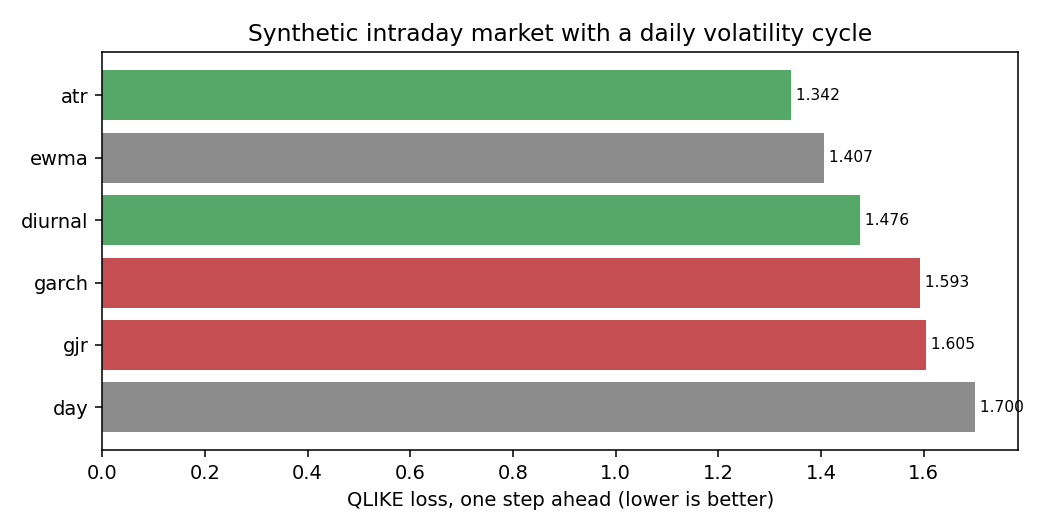 Synthetic intraday market with a daily volatility cycle
atr 1.342
ewma 1.407
diurnal 1.476
garch 1.593
gjr 1.605
day 1.700
0.0 0.2 0.4 0.6 0.8 1.0 1.2 1.4 1.6
QLIKE loss, one step ahead (lower is better)